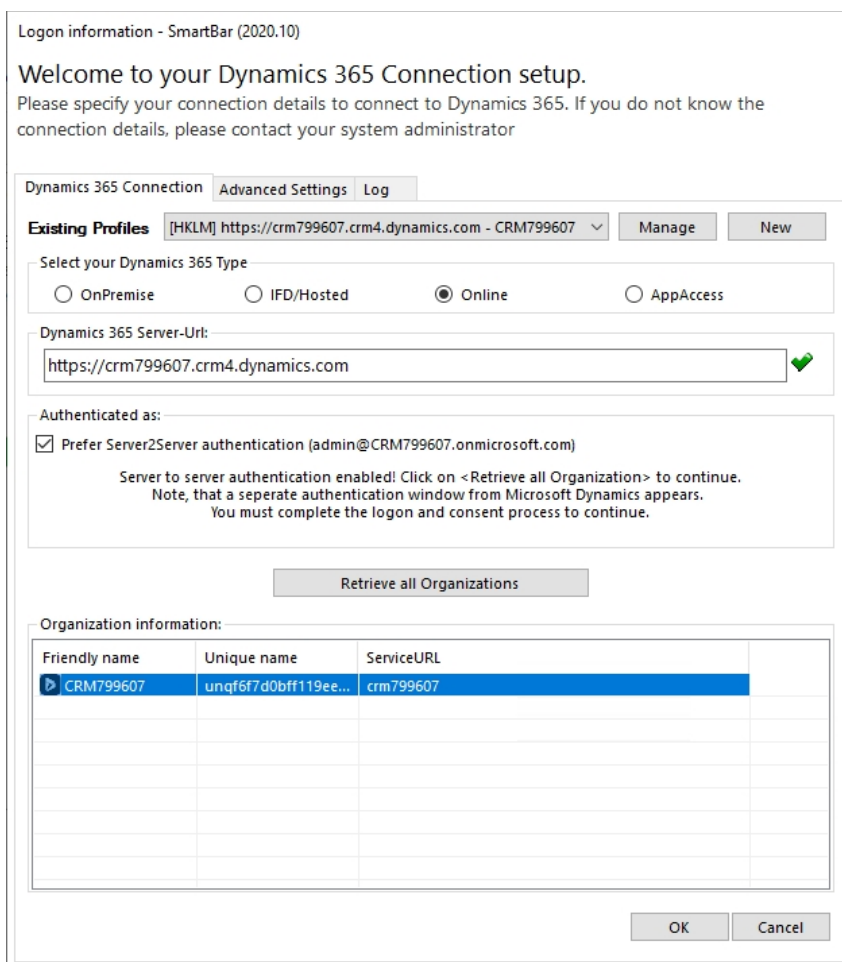 Logon information - SmartBar (2020.10)
Welcome to your Dynamics 365 Connection setup.
Please specify your connection details to connect to Dynamics 365. If you do not know the
connection details, please contact your system administrator
Dynamics 365 Connection Advanced Settings Log
Existing Profiles [HKLM] https://crm799607.crm4.dynamics.com - CRM799607 Manage New
Select your Dynamics 365 Type
OnPremise IFD/Hosted Online AppAccess
Dynamics 365 Server-Url:
https://crm799607.crm4.dynamics.com
Authenticated as:
Prefer Server2Server authentication (admin@CRM799607.onmicrosoft.com)
Server to server authentication enabled! Click on <Retrieve all Organization> to continue.
Note, that a seperate authentication window from Microsoft Dynamics appears.
You must complete the logon and consent process to continue.
Retrieve all Organizations
Organization information:
Friendly name Unique name ServiceURL
CRM799607 unqf6f7d0bff119ee... crm799607
OK Cancel